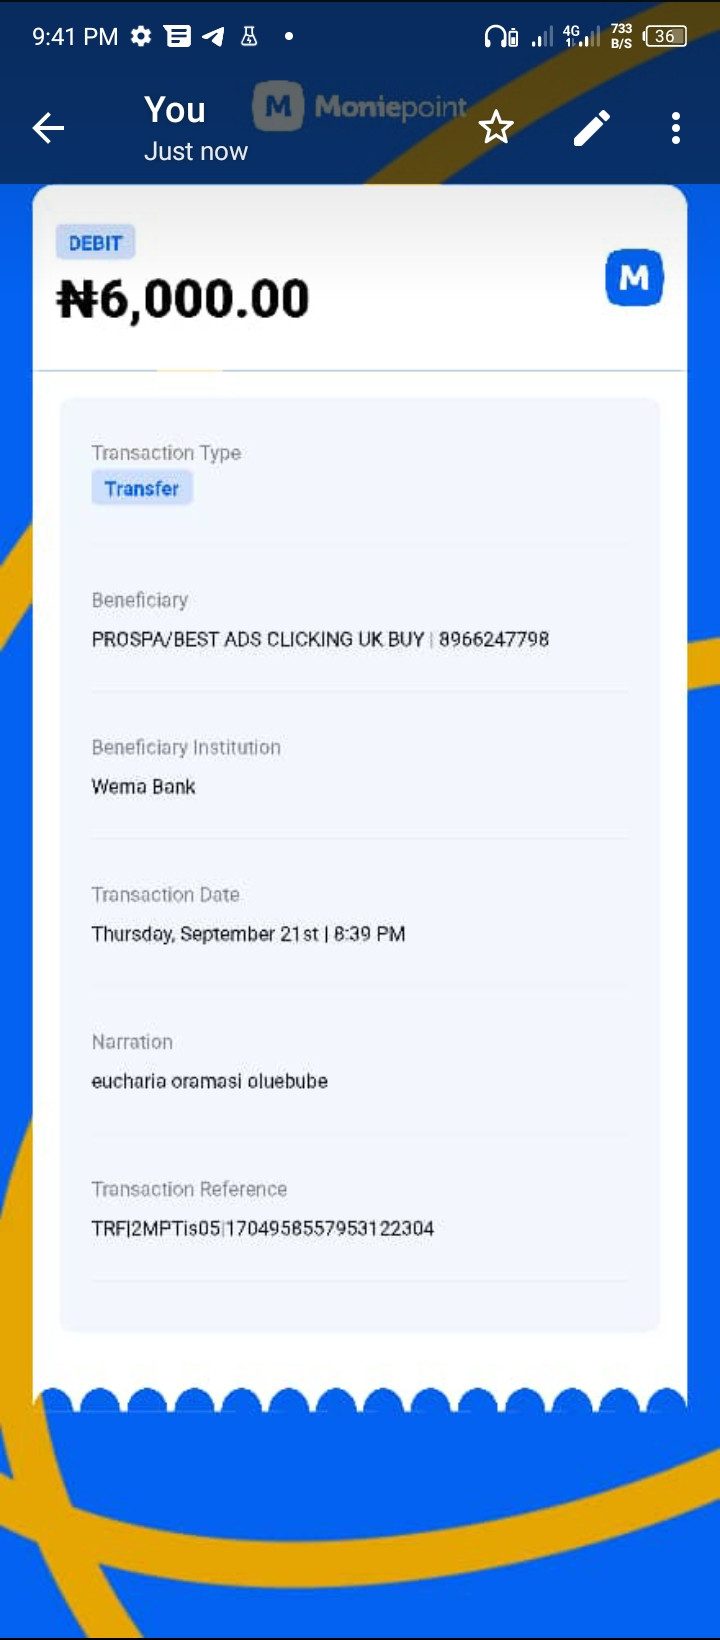 9:41 PM
4G
733 B/S
36
You
Just now
M Moniepoint
DEBIT
₦6,000.00
M
Transaction Type
Transfer
Beneficiary
PROSPA/BEST ADS CLICKING UK BUY | 8966247798
Beneficiary Institution
Wema Bank
Transaction Date
Thursday, September 21st | 8:39 PM
Narration
eucharia oramasi oluebube
Transaction Reference
TRF|2MPTis05|1704958557953122304